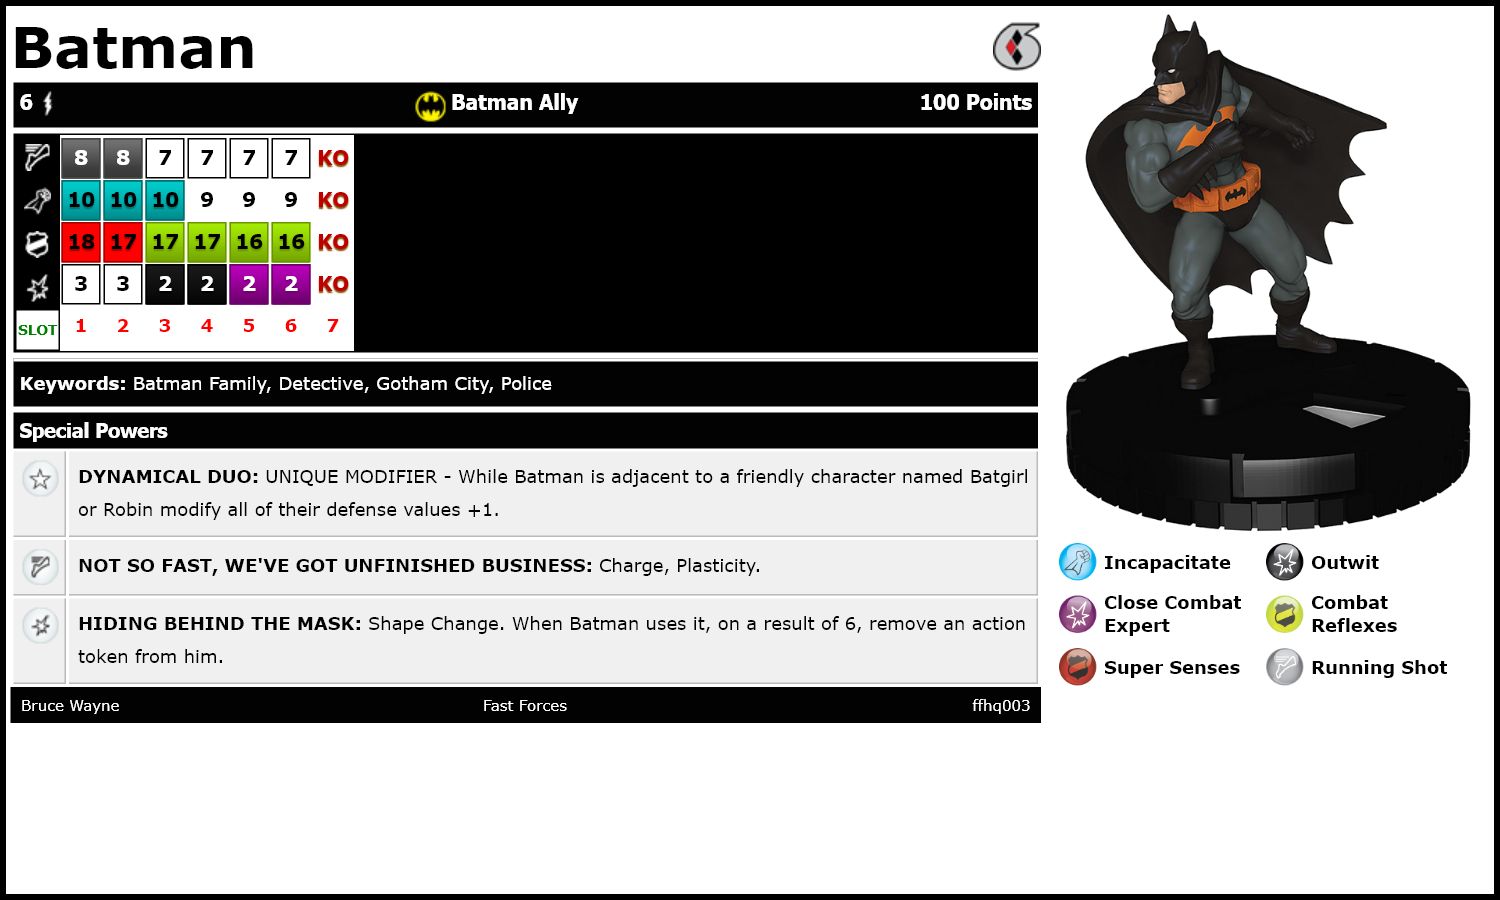 Batman
6 Batman Ally 100 Points
8 8 7 7 7 7 KO
10 10 10 9 9 9 KO
18 17 17 17 16 16 KO
3 3 2 2 2 2 KO
SLOT 1 2 3 4 5 6 7
Keywords: Batman Family, Detective, Gotham City, Police
Special Powers
DYNAMICAL DUO: UNIQUE MODIFIER - While Batman is adjacent to a friendly character named Batgirl
or Robin modify all of their defense values +1.
NOT SO FAST, WE'VE GOT UNFINISHED BUSINESS: Charge, Plasticity.
HIDING BEHIND THE MASK: Shape Change. When Batman uses it, on a result of 6, remove an action
token from him.
Bruce Wayne Fast Forces ffhq003
Incapacitate Outwit
Close Combat
Expert
Combat
Reflexes
Super Senses Running Shot